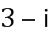 3 – i